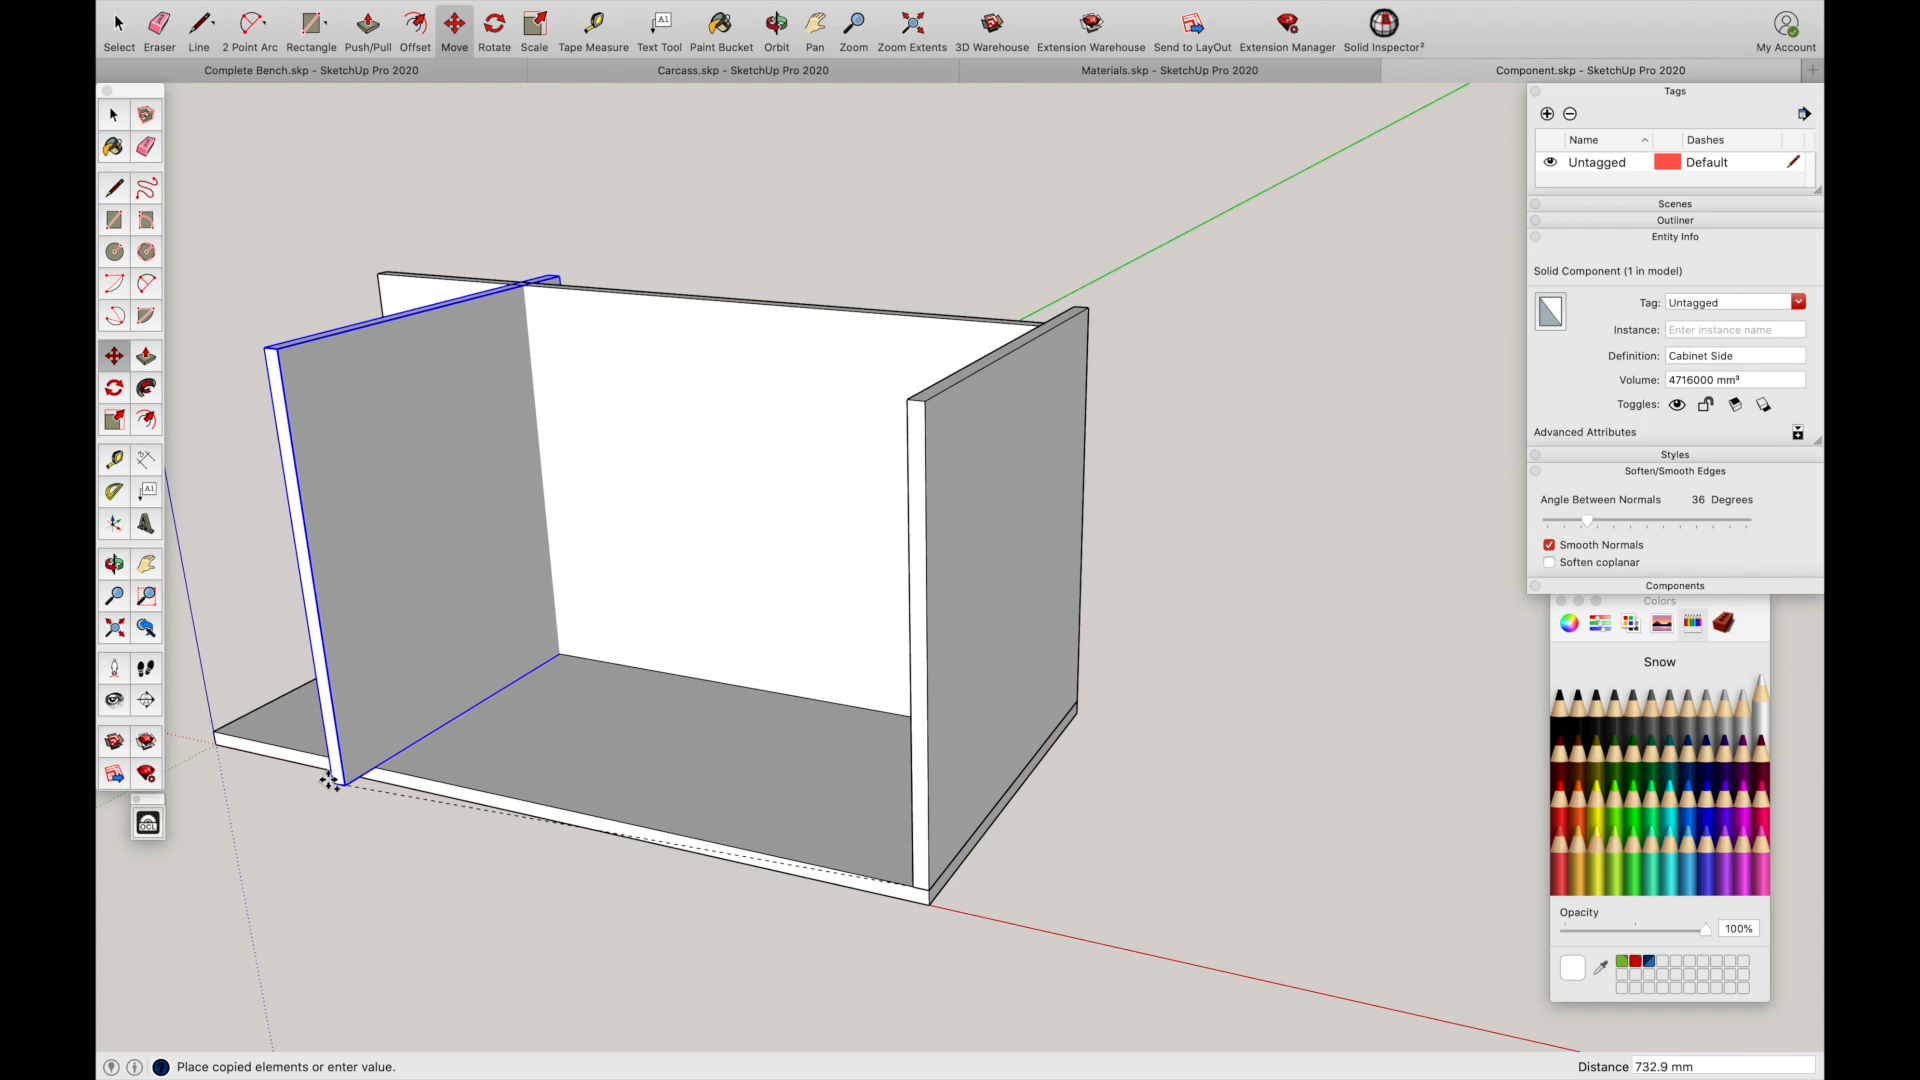 Select Eraser Line 2 Point Arc Rectangle Push/Pull Offset Move Rotate Scale Tape Measure Text Tool Paint Bucket Orbit Pan Zoom Zoom Extents 3D Warehouse Extension Warehouse Send to LayOut Extension Manager Solid Inspector² My Account
Complete Bench.skp - SketchUp Pro 2020 Carcass.skp - SketchUp Pro 2020 Materials.skp - SketchUp Pro 2020 Component.skp - SketchUp Pro 2020
Tags
Name Dashes
Untagged Default
Scenes
Outliner
Entity Info
Solid Component (1 in model)
Tag: Untagged
Instance: Enter instance name
Definition: Cabinet Side
Volume: 4716000 mm³
Toggles:
Advanced Attributes
Styles
Soften/Smooth Edges
Angle Between Normals 36 Degrees
Smooth Normals
Soften coplanar
Components
Colors
Snow
Opacity
100%
A1
A1
OCL
Place copied elements or enter value.
Distance 732.9 mm